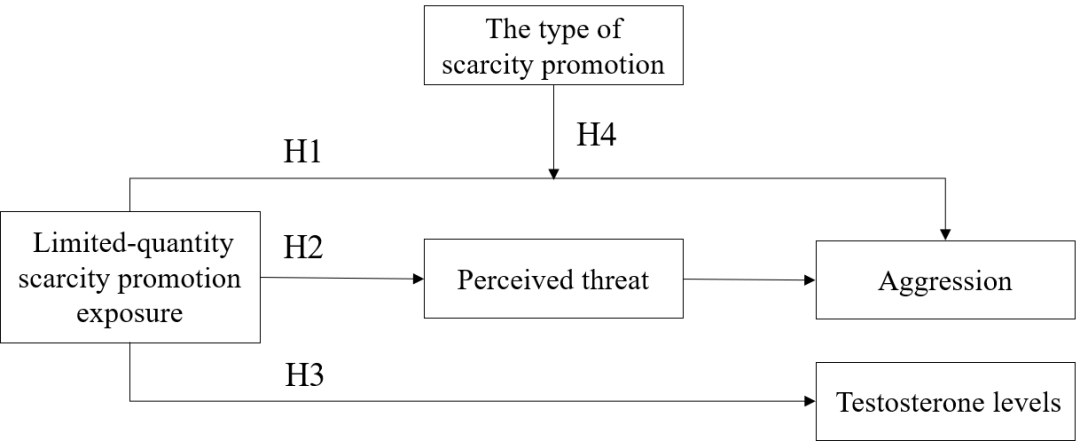 The type of
scarcity promotion
H4
H1
Limited-quantity
scarcity promotion
exposure
H2
Perceived threat
Aggression
H3
Testosterone levels